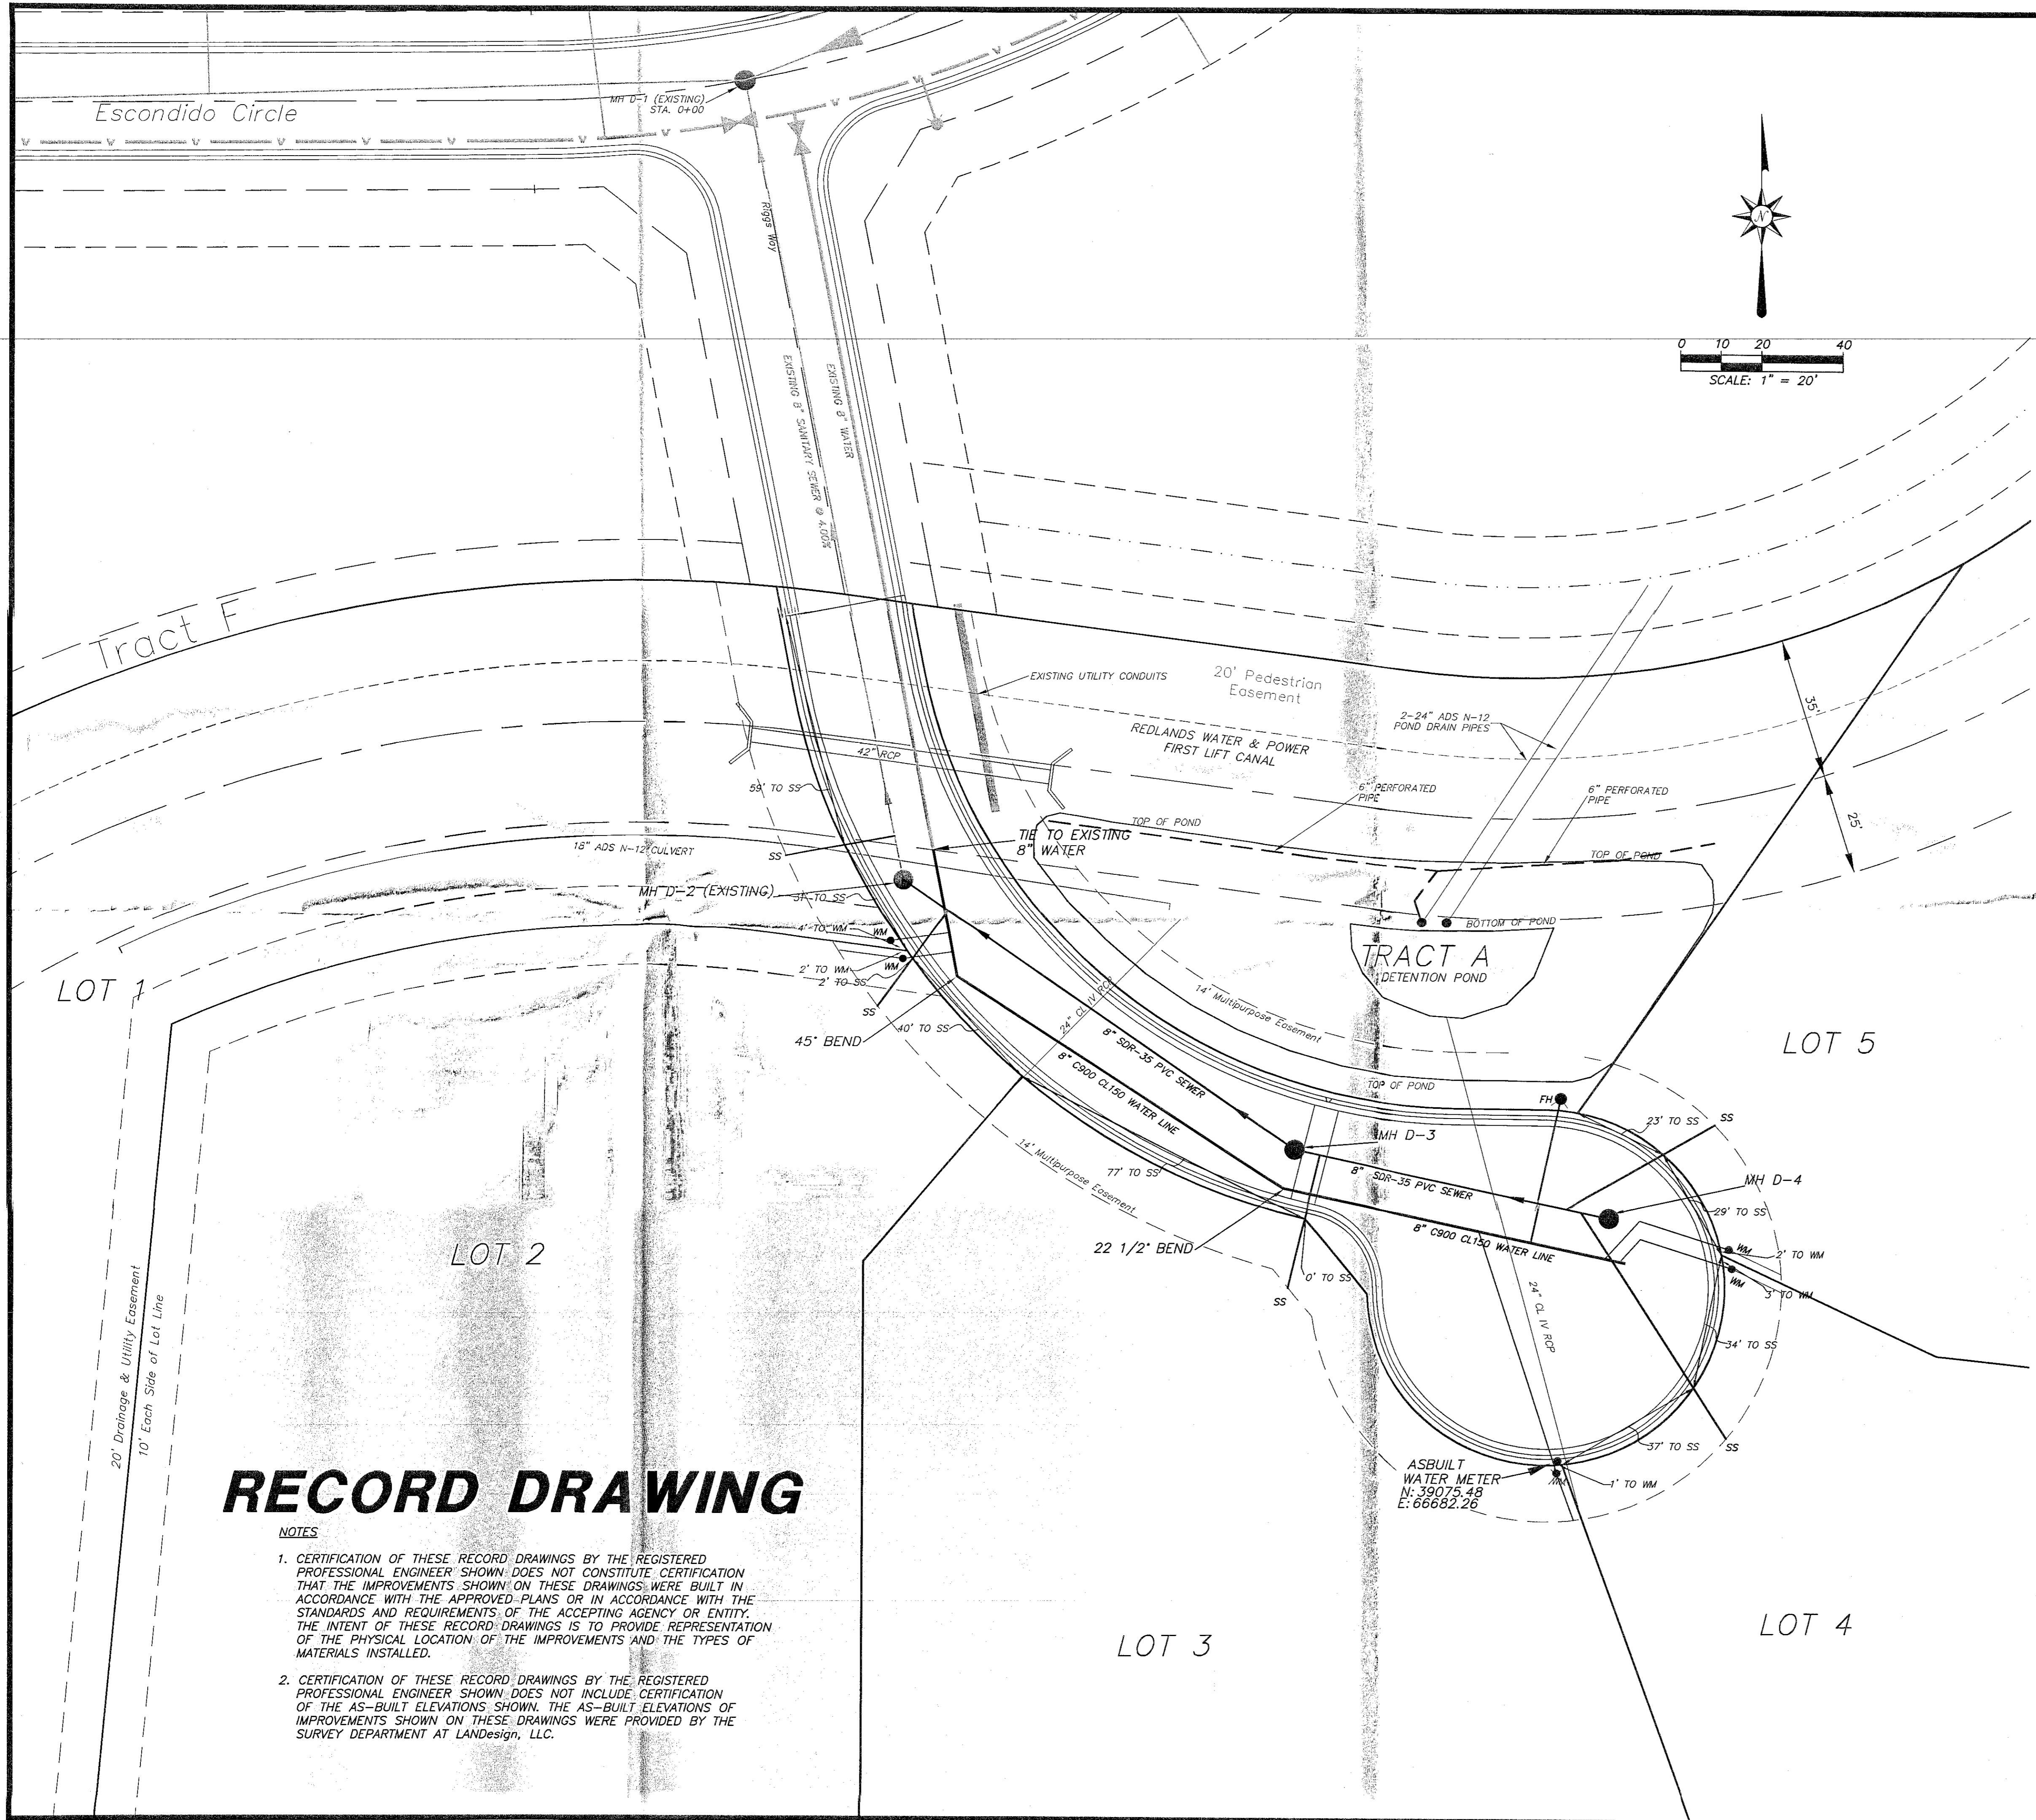 MH D-1 (EXISTING)
STA. 0+00
Escondido Circle
Riggs Way
N
0 10 20 40
SCALE: 1" = 20'
EXISTING 8" SANITARY SEWER @ 4.00%
EXISTING 8" WATER
Tract F
EXISTING UTILITY CONDUITS
20' Pedestrian
Easement
REDLANDS WATER & POWER
FIRST LIFT CANAL
2-24" ADS N-12
POND DRAIN PIPES
35'
25'
42" RCP
59' TO SS
6" PERFORATED
PIPE
6" PERFORATED
PIPE
TOP OF POND
TOP OF POND
TIE TO EXISTING
8" WATER
18" ADS N-12 CULVERT
SS
MH D-2 (EXISTING)
31' TO SS
4' TO WM
WM
2' TO WM
WM
2' TO SS
SS
40' TO SS
45° BEND
BOTTOM OF POND
TRACT A
DETENTION POND
LOT 1
LOT 5
24" CL IV RCP
14' Multipurpose Easement
8" SDR-35 PVC SEWER
8" C900 CL150 WATER LINE
TOP OF POND
FH
23' TO SS
SS
MH D-3
14' Multipurpose Easement
77' TO SS
8" SDR-35 PVC SEWER
MH D-4
29' TO SS
8" C900 CL150 WATER LINE
22 1/2° BEND
WM
2' TO WM
WM
3' TO WM
0' TO SS
SS
24" CL IV RCP
34' TO SS
LOT 2
20' Drainage & Utility Easement
10' Each Side of Lot Line
37' TO SS
SS
ASBUILT
WATER METER
N: 39075.48
E: 66682.26
WM
1' TO WM
RECORD DRAWING
NOTES
1. CERTIFICATION OF THESE RECORD DRAWINGS BY THE REGISTERED
PROFESSIONAL ENGINEER SHOWN DOES NOT CONSTITUTE CERTIFICATION
THAT THE IMPROVEMENTS SHOWN ON THESE DRAWINGS WERE BUILT IN
ACCORDANCE WITH THE APPROVED PLANS OR IN ACCORDANCE WITH THE
STANDARDS AND REQUIREMENTS OF THE ACCEPTING AGENCY OR ENTITY.
THE INTENT OF THESE RECORD DRAWINGS IS TO PROVIDE REPRESENTATION
OF THE PHYSICAL LOCATION OF THE IMPROVEMENTS AND THE TYPES OF
MATERIALS INSTALLED.
2. CERTIFICATION OF THESE RECORD DRAWINGS BY THE REGISTERED
PROFESSIONAL ENGINEER SHOWN DOES NOT INCLUDE CERTIFICATION
OF THE AS-BUILT ELEVATIONS SHOWN. THE AS-BUILT ELEVATIONS OF
IMPROVEMENTS SHOWN ON THESE DRAWINGS WERE PROVIDED BY THE
SURVEY DEPARTMENT AT LANDesign, LLC.
LOT 3
LOT 4